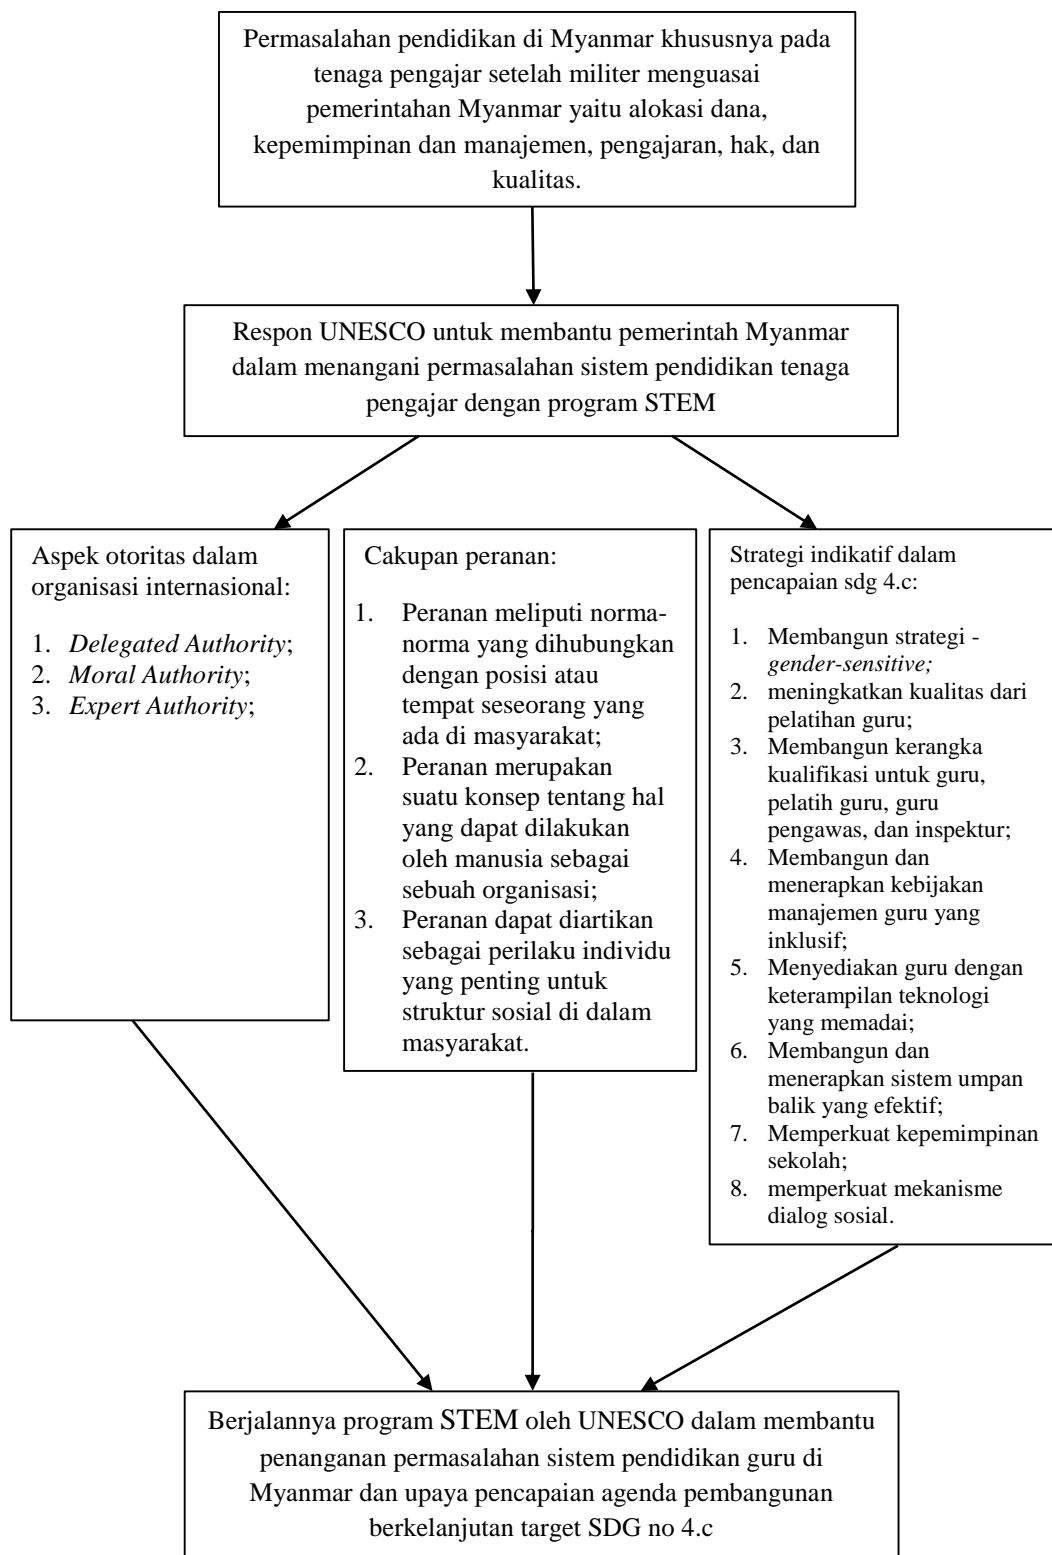 Permasalahan pendidikan di Myanmar khususnya pada
tenaga pengajar setelah militer menguasai
pemerintahan Myanmar yaitu alokasi dana,
kepemimpinan dan manajemen, pengajaran, hak, dan
kualitas.
Respon UNESCO untuk membantu pemerintah Myanmar
dalam menangani permasalahan sistem pendidikan tenaga
pengajar dengan program STEM
Aspek otoritas dalam
organisasi internasional:
1. Delegated Authority;
2. Moral Authority;
3. Expert Authority;
Cakupan peranan:
1. Peranan meliputi norma-
norma yang dihubungkan
dengan posisi atau
tempat seseorang yang
ada di masyarakat;
2. Peranan merupakan
suatu konsep tentang hal
yang dapat dilakukan
oleh manusia sebagai
sebuah organisasi;
3. Peranan dapat diartikan
sebagai perilaku individu
yang penting untuk
struktur sosial di dalam
masyarakat.
Strategi indikatif dalam
pencapaian sdg 4.c:
1. Membangun strategi -
gender-sensitive;
2. meningkatkan kualitas dari
pelatihan guru;
3. Membangun kerangka
kualifikasi untuk guru,
pelatih guru, guru
pengawas, dan inspektur;
4. Membangun dan
menerapkan kebijakan
manajemen guru yang
inklusif;
5. Menyediakan guru dengan
keterampilan teknologi
yang memadai;
6. Membangun dan
menerapkan sistem umpan
balik yang efektif;
7. Memperkuat kepemimpinan
sekolah;
8. memperkuat mekanisme
dialog sosial.
Berjalannya program STEM oleh UNESCO dalam membantu
penanganan permasalahan sistem pendidikan guru di
Myanmar dan upaya pencapaian agenda pembangunan
berkelanjutan target SDG no 4.c